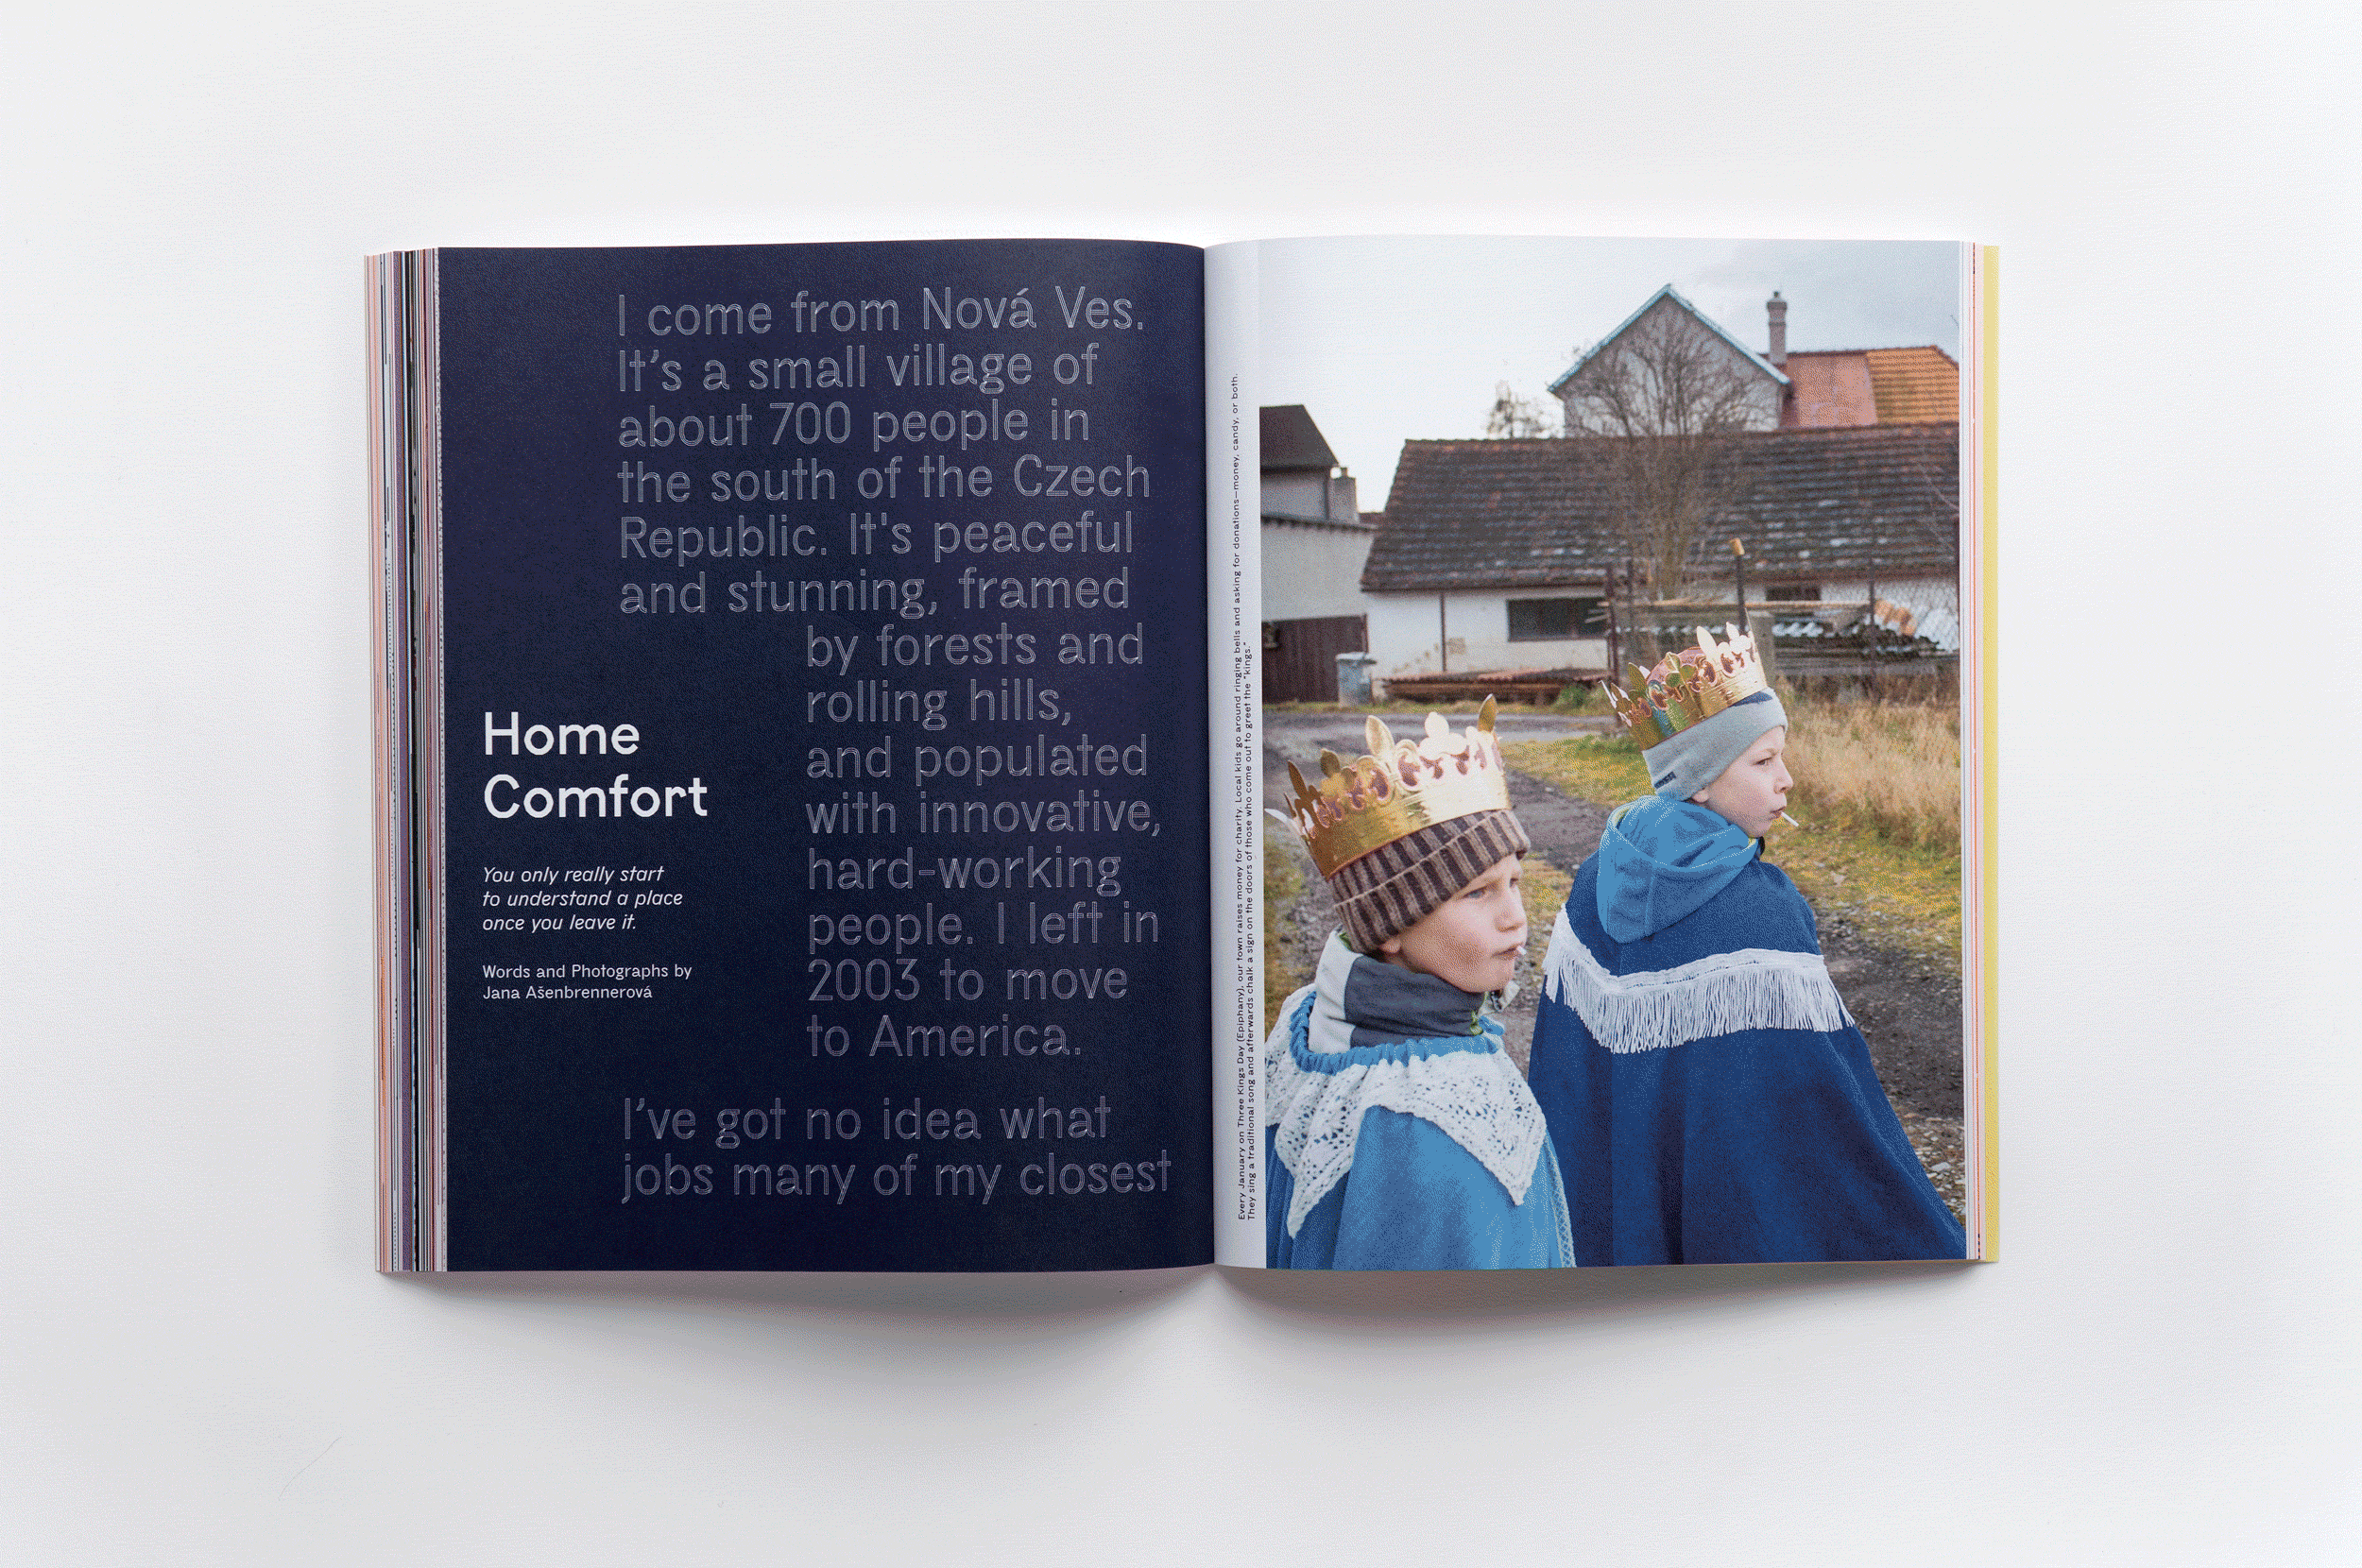 I come from Nová Ves.
It’s a small village of
about 700 people in
the south of the Czech
Republic. It's peaceful
and stunning, framed
by forests and
rolling hills,
and populated
with innovative,
hard-working
people. I left in
2003 to move
to America.
I’ve got no idea what
jobs many of my closest
Home
Comfort
You only really start
to understand a place
once you leave it.
Words and Photographs by
Jana Ašenbrennerová
Every January on Three Kings Day (Epiphany), our town raises money for charity. Local kids go around ringing bells and asking for donations—money, candy, or both.
They sing a traditional song and afterwards chalk a sign on the doors of those who come out to greet the “kings.”